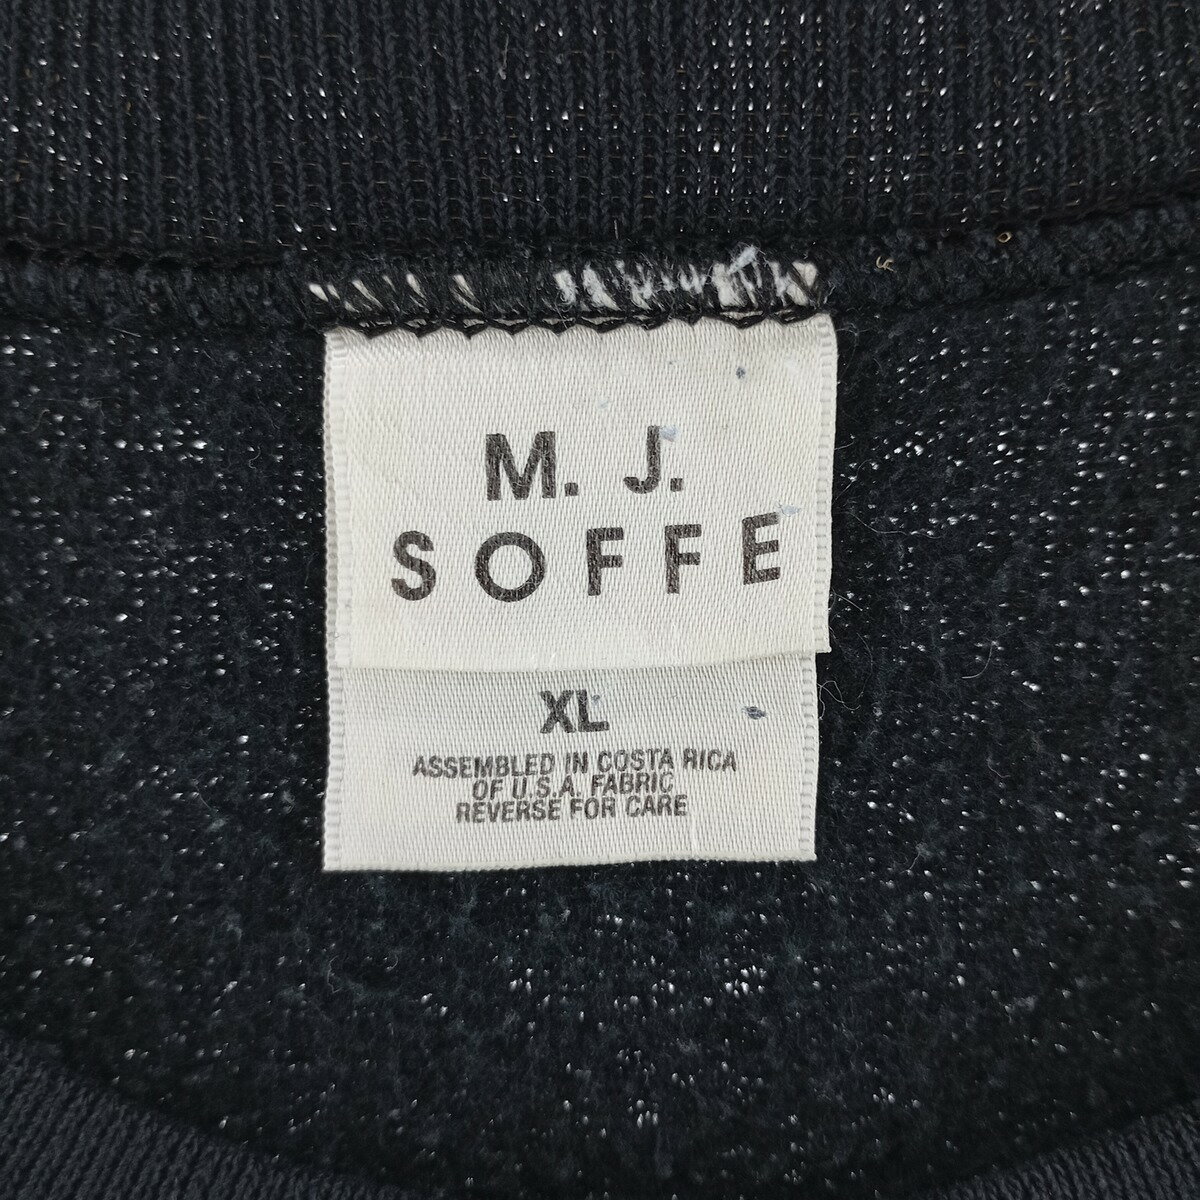 M. J.
SOFFE
XL
ASSEMBLED IN COSTA RICA
OF U.S.A. FABRIC
REVERSE FOR CARE